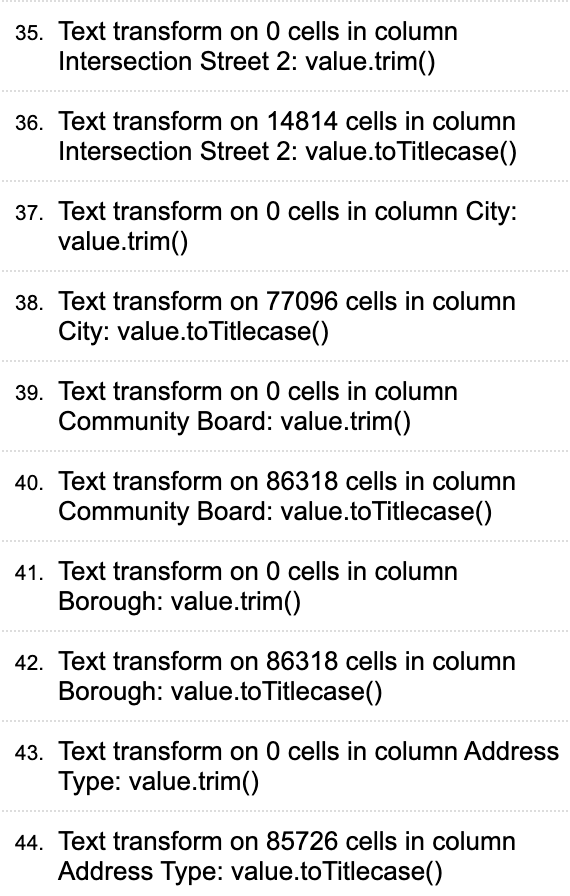 35. Text transform on 0 cells in column
Intersection Street 2: value.trim()
36. Text transform on 14814 cells in column
Intersection Street 2: value.toTitlecase()
37. Text transform on 0 cells in column City:
value.trim()
38. Text transform on 77096 cells in column
City: value.toTitlecase()
39. Text transform on 0 cells in column
Community Board: value.trim()
40. Text transform on 86318 cells in column
Community Board: value.toTitlecase()
41. Text transform on 0 cells in column
Borough: value.trim()
42. Text transform on 86318 cells in column
Borough: value.toTitlecase()
43. Text transform on 0 cells in column Address
Type: value.trim()
44. Text transform on 85726 cells in column
Address Type: value.toTitlecase()